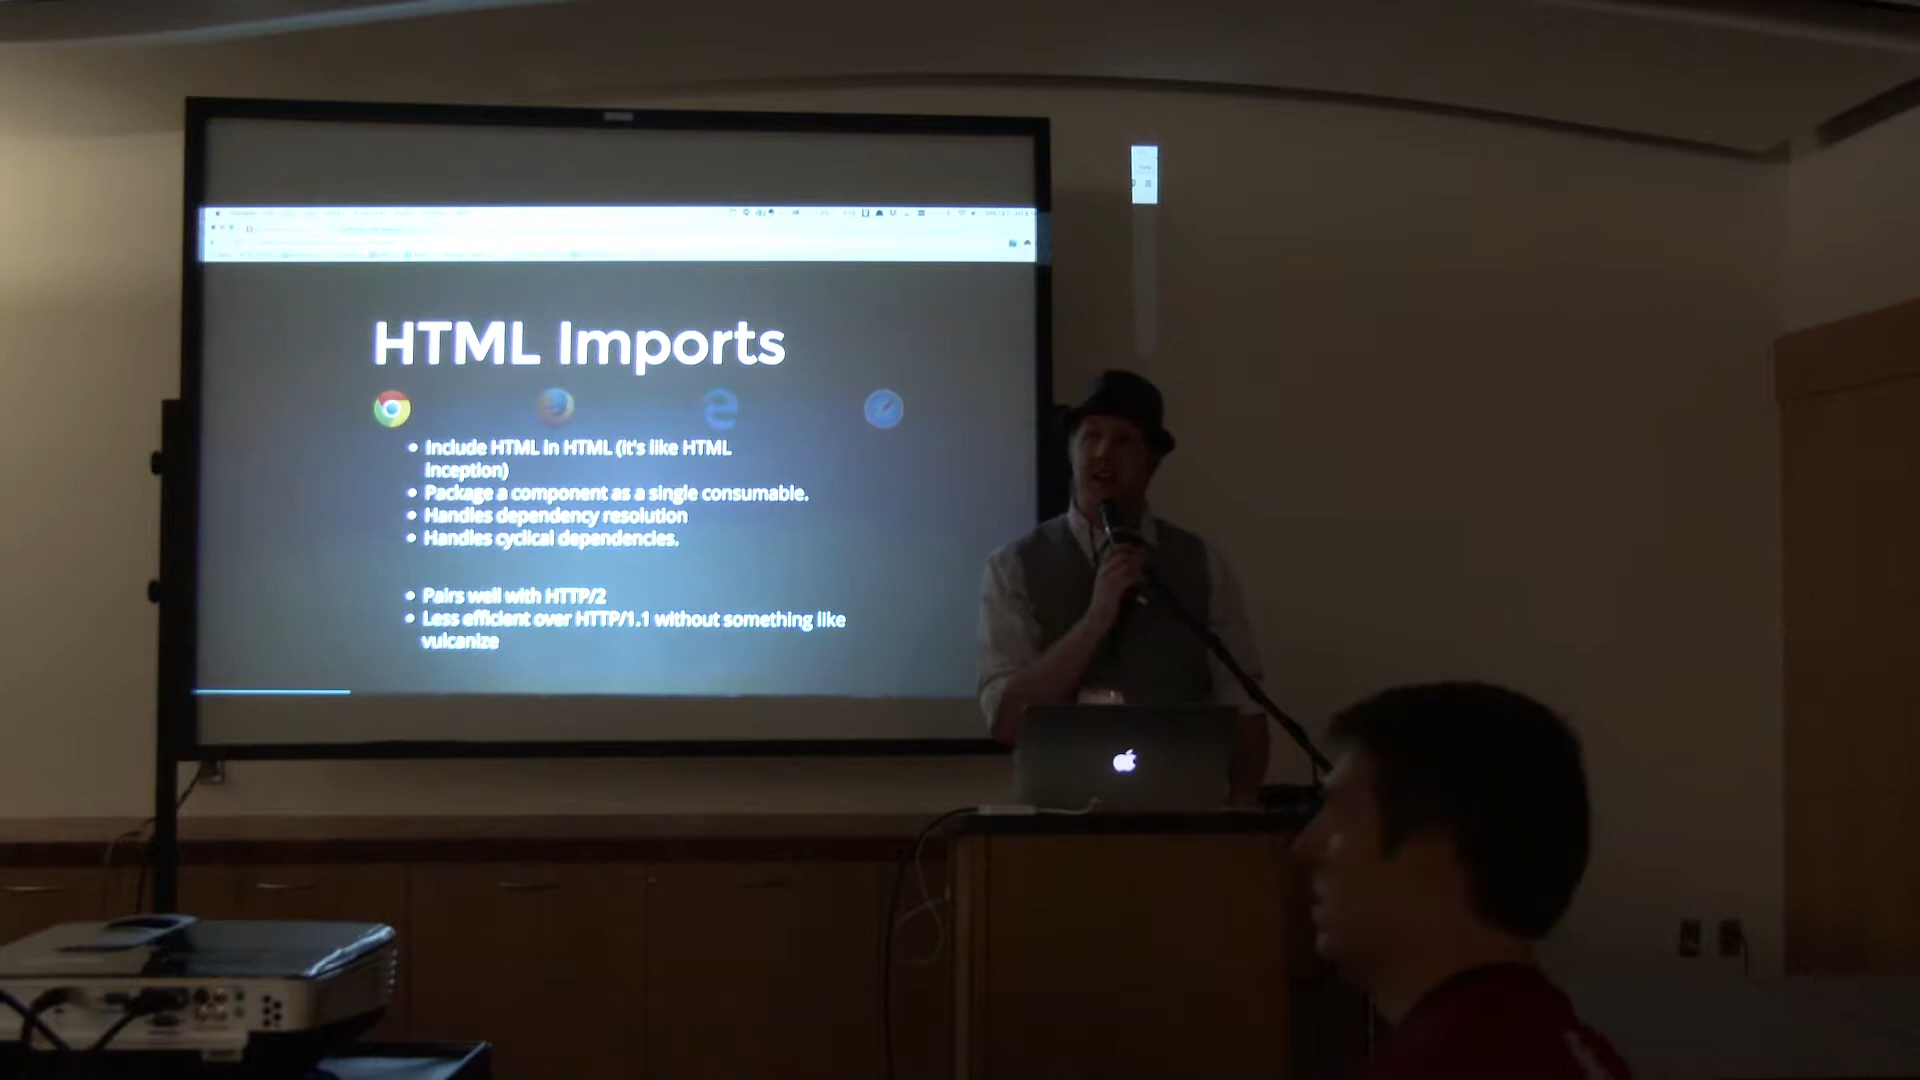 HTML Imports
• Include HTML in HTML (it's like HTML
inception)
• Package a component as a single consumable.
• Handles dependency resolution
• Handles cyclical dependencies.
• Pairs well with HTTP/2
• Less efficient over HTTP/1.1 without something like
vulcanize